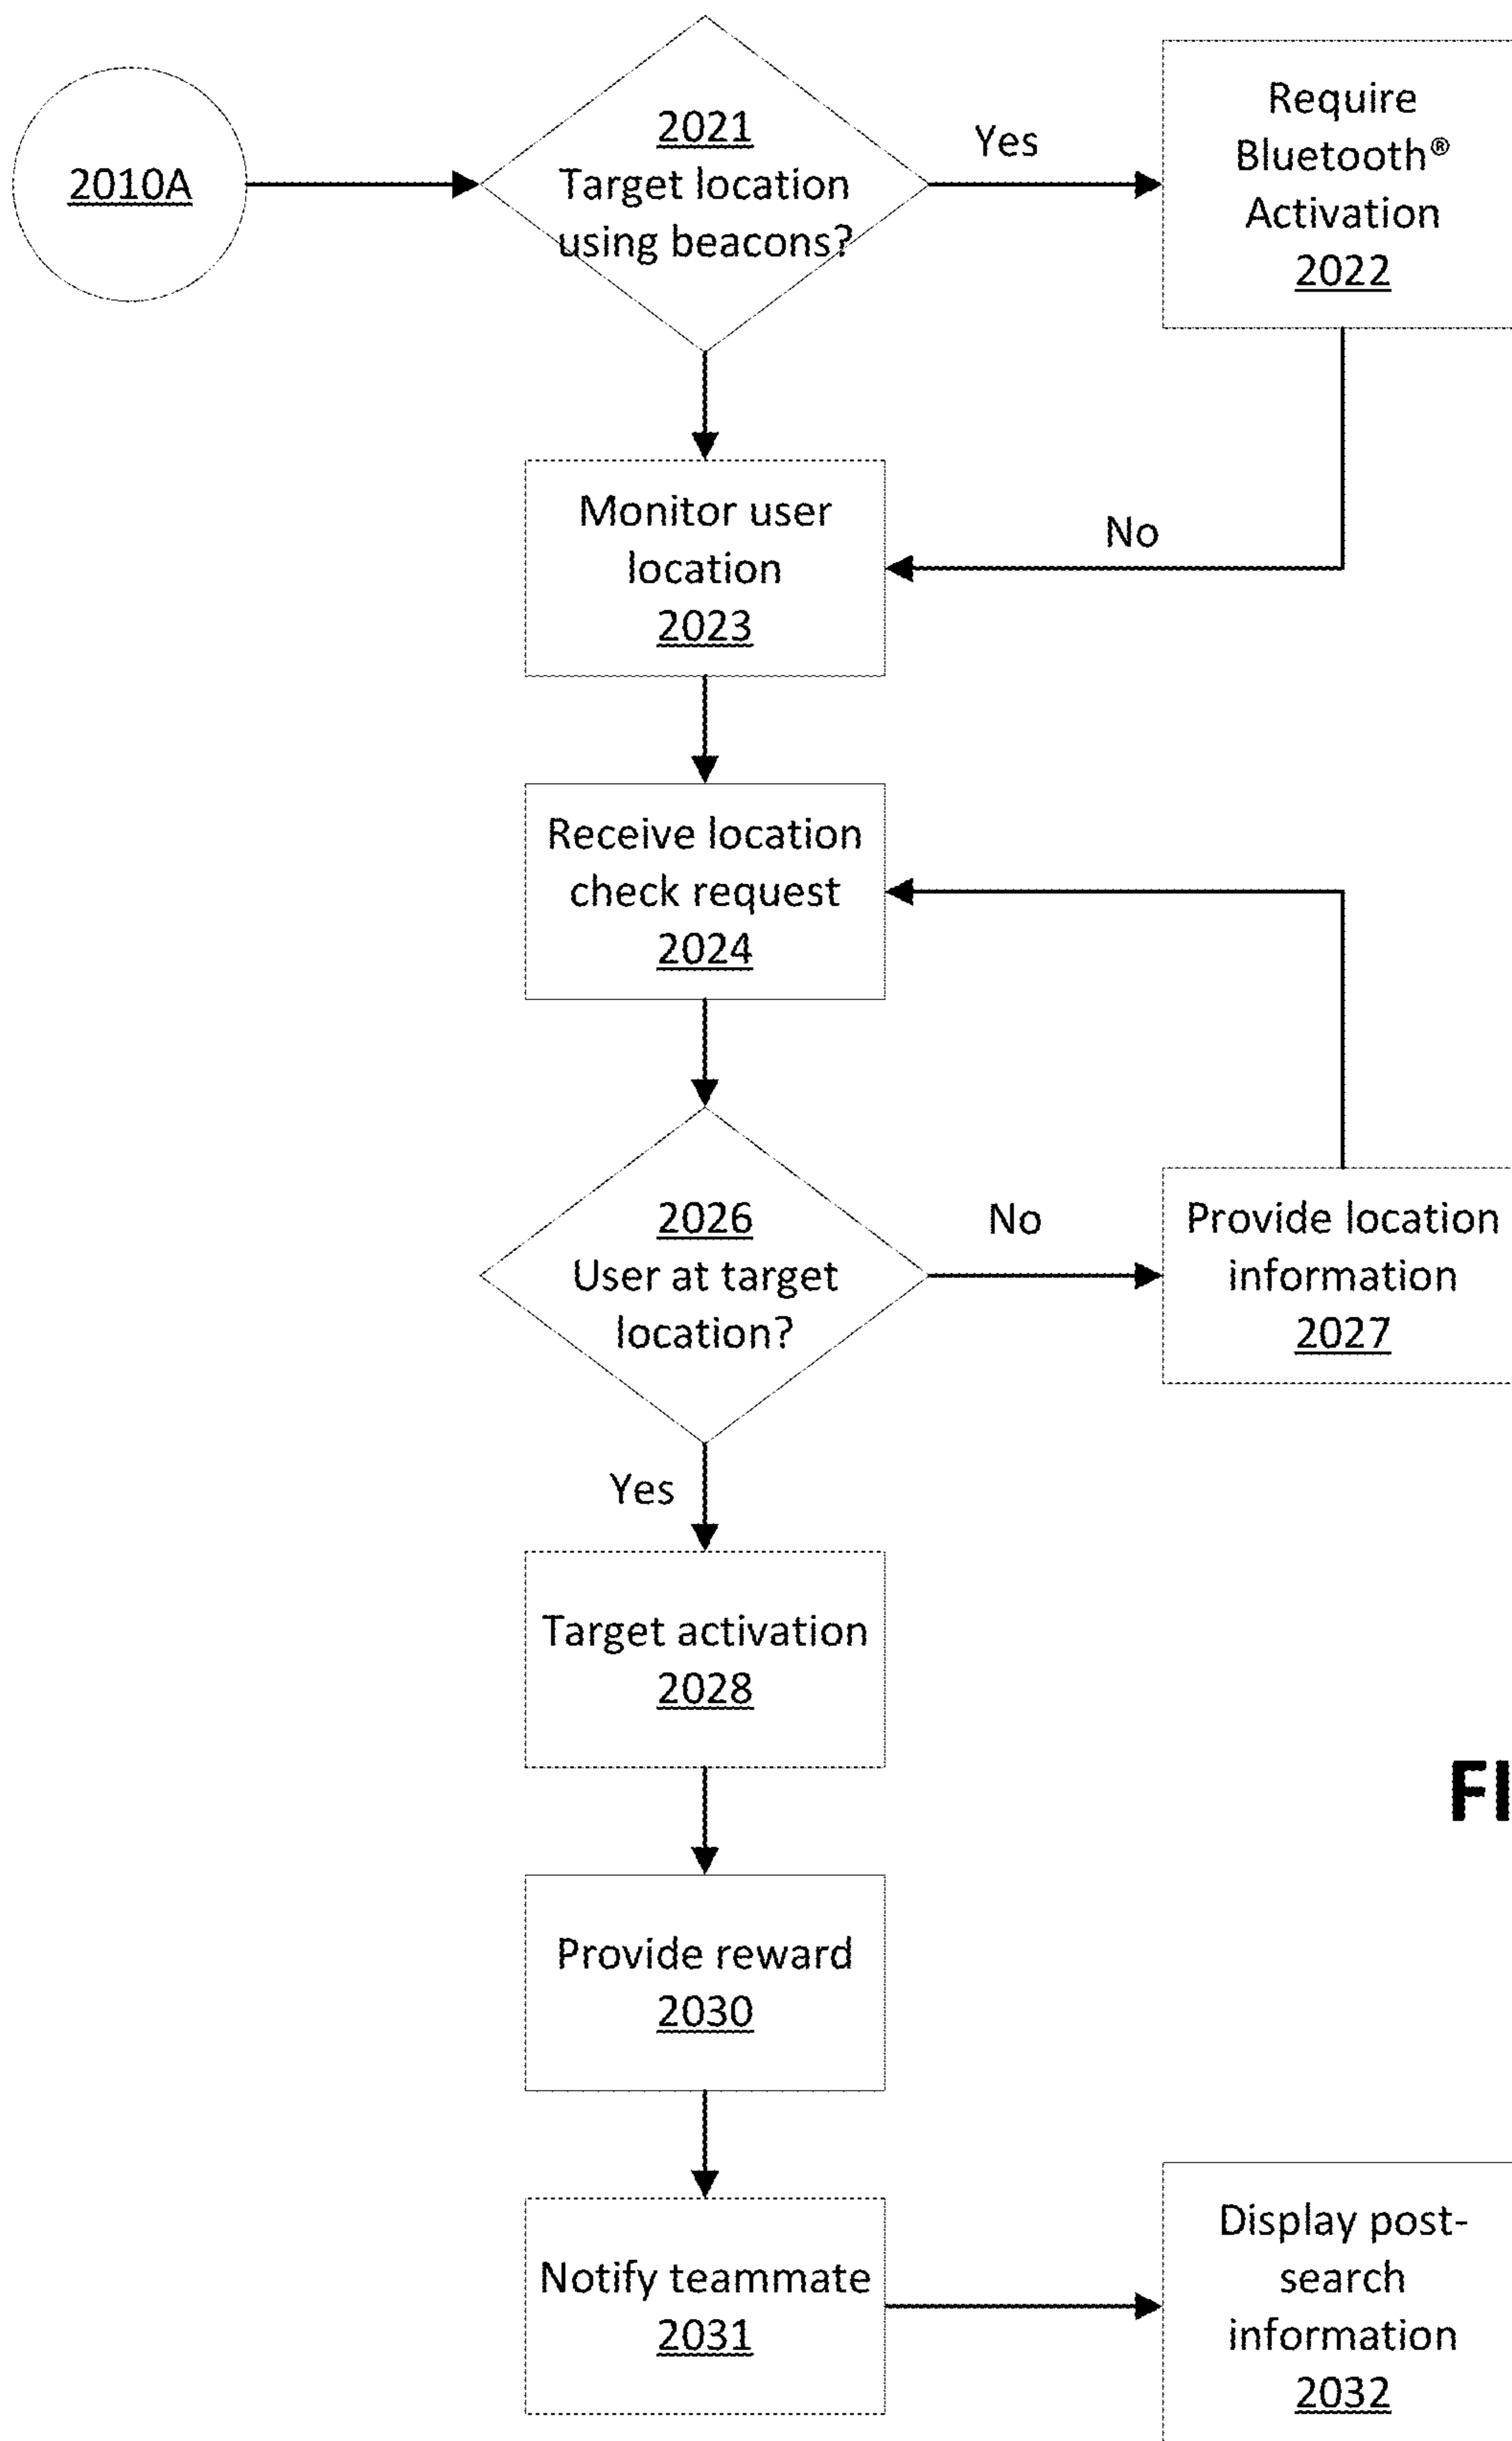 2010A
2021
Target location
using beacons?
Yes
Require
Bluetooth®
Activation
2022
Monitor user
location
2023
No
Receive location
check request
2024
2026
User at target
location?
No
Provide location
information
2027
Yes
Target activation
2028
FI
Provide reward
2030
Notify teammate
2031
Display post-
search
information
2032